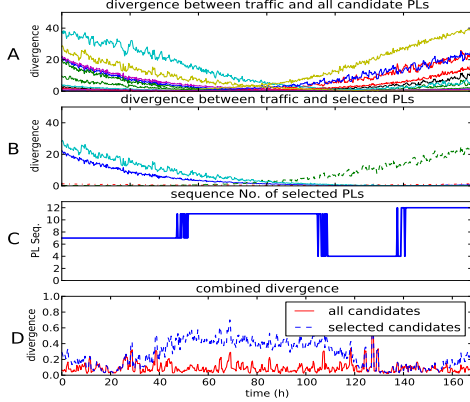 divergence between traffic and all candidate PLs
A
divergence
40
20
0
divergence between traffic and selected PLs
B
divergence
40
20
0
sequence No. of selected PLs
C
PL Seq.
12
10
8
6
4
2
0
combined divergence
D
divergence
1.0
0.8
0.6
0.4
0.2
0.0
all candidates
selected candidates
0 20 40 60 80 100 120 140 160
time (h)